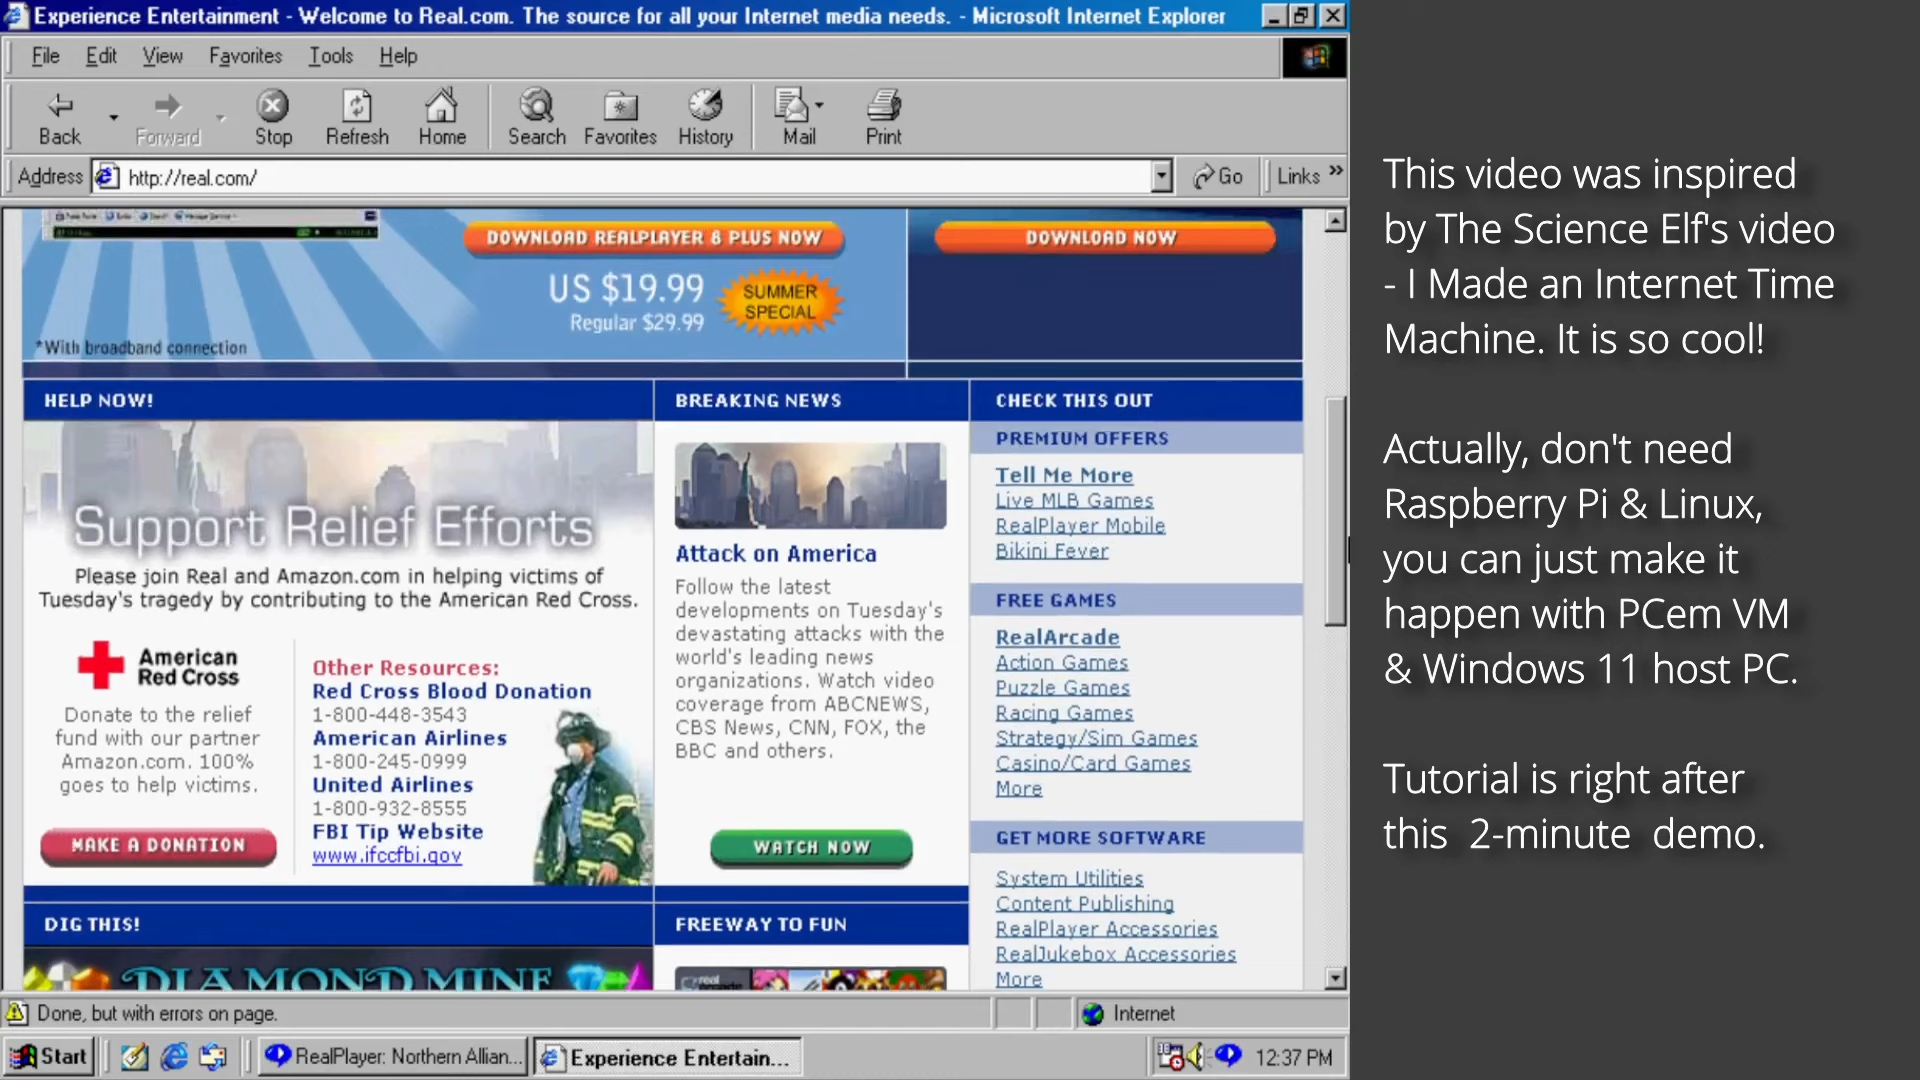 Experience Entertainment - Welcome to Real.com. The source for all your Internet media needs. - Microsoft Internet Explorer
File Edit View Favorites Tools Help
Back Forward Stop Refresh Home Search Favorites History Mail Print
Address http://real.com/ Go Links »
DOWNLOAD REALPLAYER 8 PLUS NOW
US $19.99
Regular $29.99
SUMMER
SPECIAL
*With broadband connection
DOWNLOAD NOW
HELP NOW!
Support Relief Efforts
Please join Real and Amazon.com in helping victims of
Tuesday's tragedy by contributing to the American Red Cross.
American
Red Cross
Donate to the relief
fund with our partner
Amazon.com. 100%
goes to help victims.
MAKE A DONATION
Other Resources:
Red Cross Blood Donation
1-800-448-3543
American Airlines
1-800-245-0999
United Airlines
1-800-932-8555
FBI Tip Website
www.ifccfbi.gov
BREAKING NEWS
Attack on America
Follow the latest
developments on Tuesday's
devastating attacks with the
world's leading news
organizations. Watch video
coverage from ABCNEWS,
CBS News, CNN, FOX, the
BBC and others.
WATCH NOW
CHECK THIS OUT
PREMIUM OFFERS
Tell Me More
Live MLB Games
RealPlayer Mobile
Bikini Fever
FREE GAMES
RealArcade
Action Games
Puzzle Games
Racing Games
Strategy/Sim Games
Casino/Card Games
More
GET MORE SOFTWARE
System Utilities
Content Publishing
RealPlayer Accessories
RealJukebox Accessories
More
DIG THIS!
DIAMOND MINE
FREEWAY TO FUN
Done, but with errors on page.
Internet
Start
RealPlayer: Northern Allian...
Experience Entertain...
12:37 PM
This video was inspired
by The Science Elf's video
- I Made an Internet Time
Machine. It is so cool!
Actually, don't need
Raspberry Pi & Linux,
you can just make it
happen with PCem VM
& Windows 11 host PC.
Tutorial is right after
this 2-minute demo.